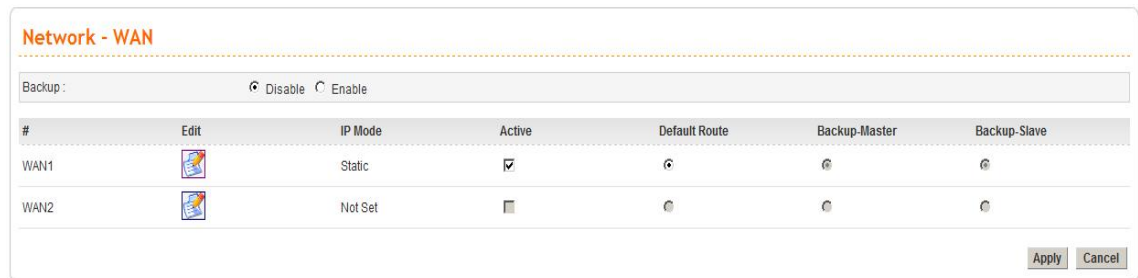 Network - WAN
Backup : Disable Enable
# Edit IP Mode Active Default Route Backup-Master Backup-Slave
WAN1 Static
WAN2 Not Set
Apply Cancel